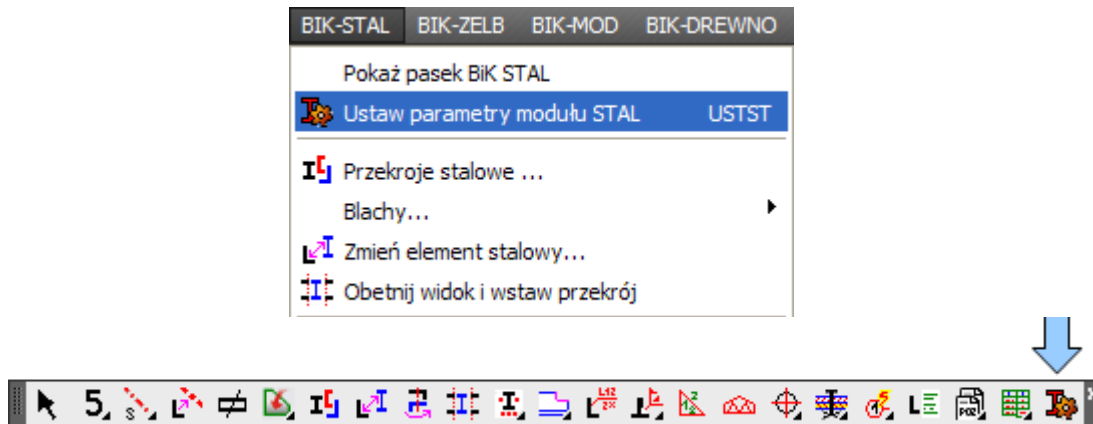 BIK-STAL BIK-ZELB BIK-MOD BIK-DREWNO
Pokaż pasek BiK STAL
Ustaw parametry modułu STAL USTST
Przekroje stalowe ...
Blachy...
Zmień element stalowy...
Obetnij widok i wstaw przekrój
5